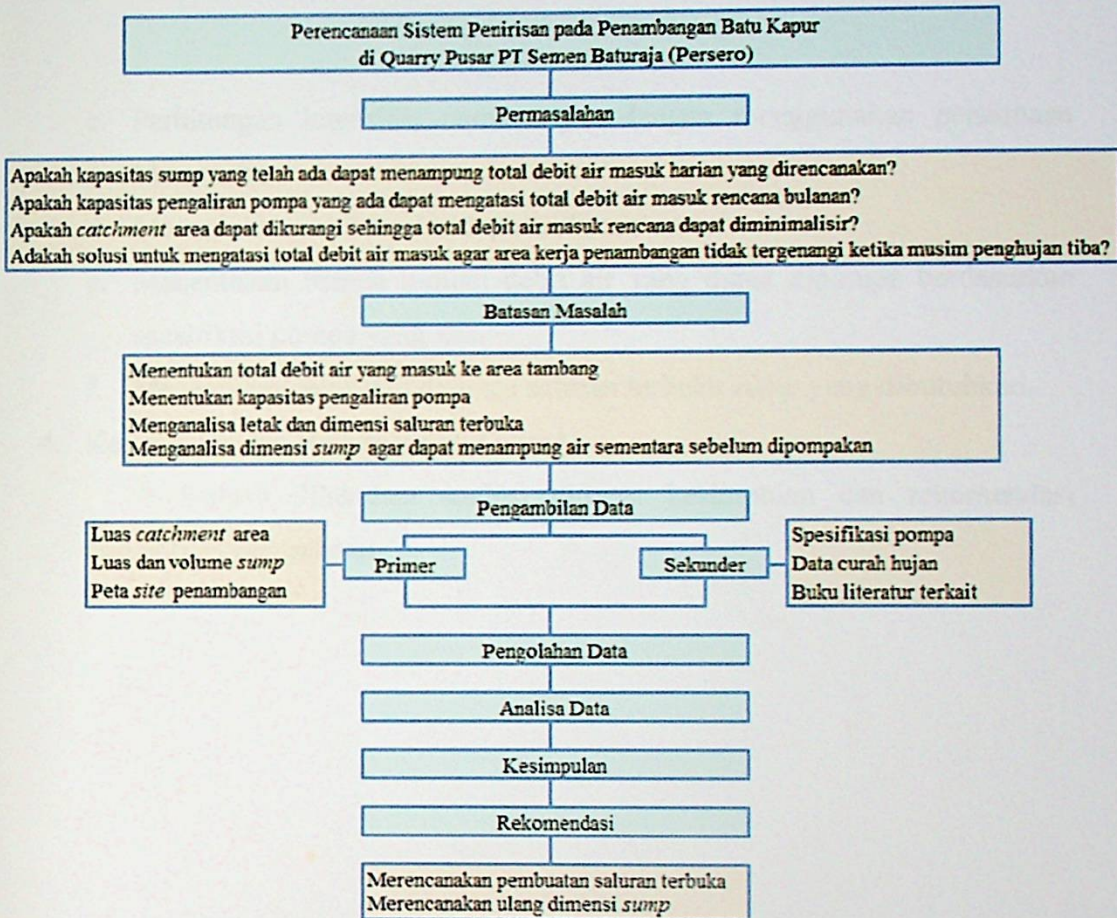 Perencanaan Sistem Penirisan pada Penambangan Batu Kapur
di Quarry Pusar PT Semen Baturaja (Persero)
Permasalahan
Apakah kapasitas sump yang telah ada dapat menampung total debit air masuk harian yang direncanakan?
Apakah kapasitas pengaliran pompa yang ada dapat mengatasi total debit air masuk rencana bulanan?
Apakah catchment area dapat dikurangi sehingga total debit air masuk rencana dapat diminimalisir?
Adakah solusi untuk mengatasi total debit air masuk agar area kerja penambangan tidak tergenangi ketika musim penghujan tiba?
Batasan Masalah
Menentukan total debit air yang masuk ke area tambang
Menentukan kapasitas pengaliran pompa
Menganalisa letak dan dimensi saluran terbuka
Menganalisa dimensi sump agar dapat menampung air sementara sebelum dipompakan
Pengambilan Data
Luas catchment area
Luas dan volume sump
Peta site penambangan
Primer
Sekunder
Spesifikasi pompa
Data curah hujan
Buku literatur terkait
Pengolahan Data
Analisa Data
Kesimpulan
Rekomendasi
Merencanakan pembuatan saluran terbuka
Merencanakan ulang dimensi sump